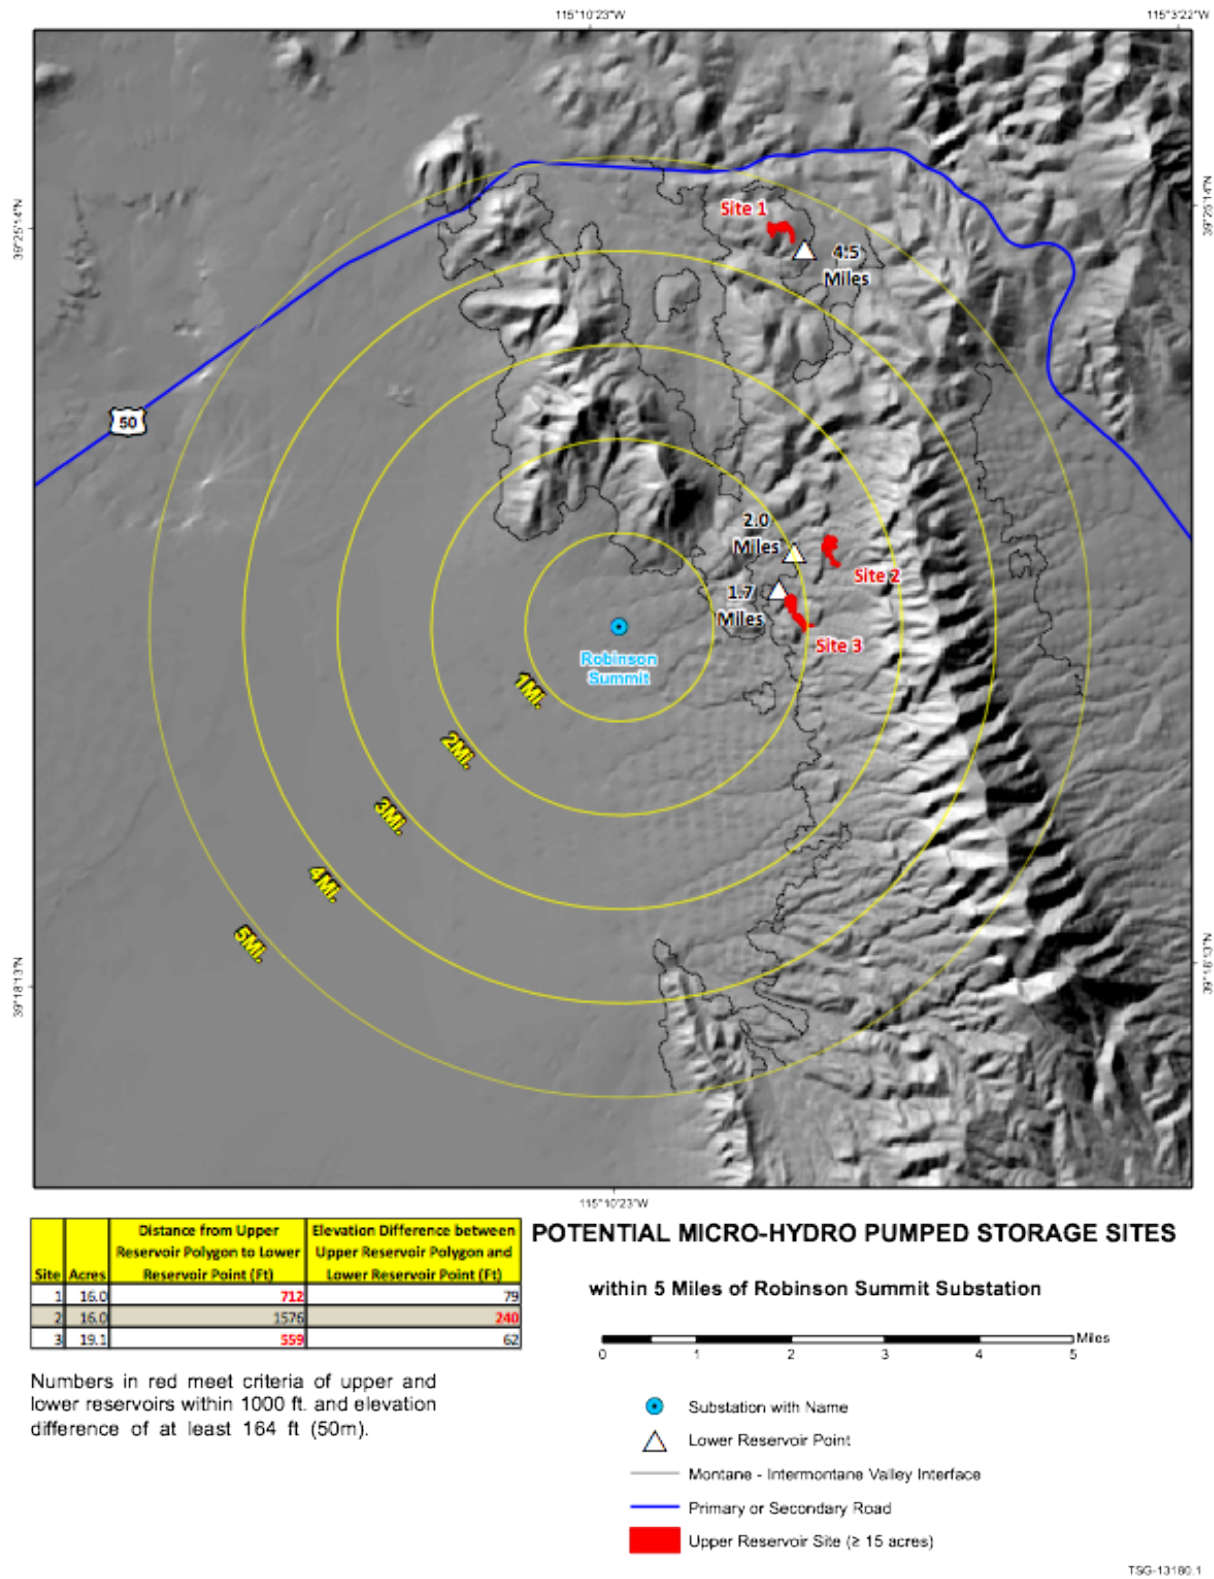 115°10'23"W
115°3'22"W
39°25'14"N
39°25'14"N
Site 1
4.5
Miles
50
2.0
Miles
Site 2
1.7
Miles
Site 3
Robinson
Summit
1Mi.
2Mi.
3Mi.
4Mi.
5Mi.
39°18'13"N
39°18'13"N
115°10'23"W
Site Acres Distance from Upper Reservoir Polygon to Lower Reservoir Point (Ft) Elevation Difference between Upper Reservoir Polygon and Lower Reservoir Point (Ft)
1 16.0 712 79
2 16.0 1576 240
3 19.1 559 62
Numbers in red meet criteria of upper and
lower reservoirs within 1000 ft. and elevation
difference of at least 164 ft (50m).
POTENTIAL MICRO-HYDRO PUMPED STORAGE SITES
within 5 Miles of Robinson Summit Substation
Miles
0 1 2 3 4 5
Substation with Name
Lower Reservoir Point
Montane - Intermontane Valley Interface
Primary or Secondary Road
Upper Reservoir Site (≥ 15 acres)
TSG-13180.1